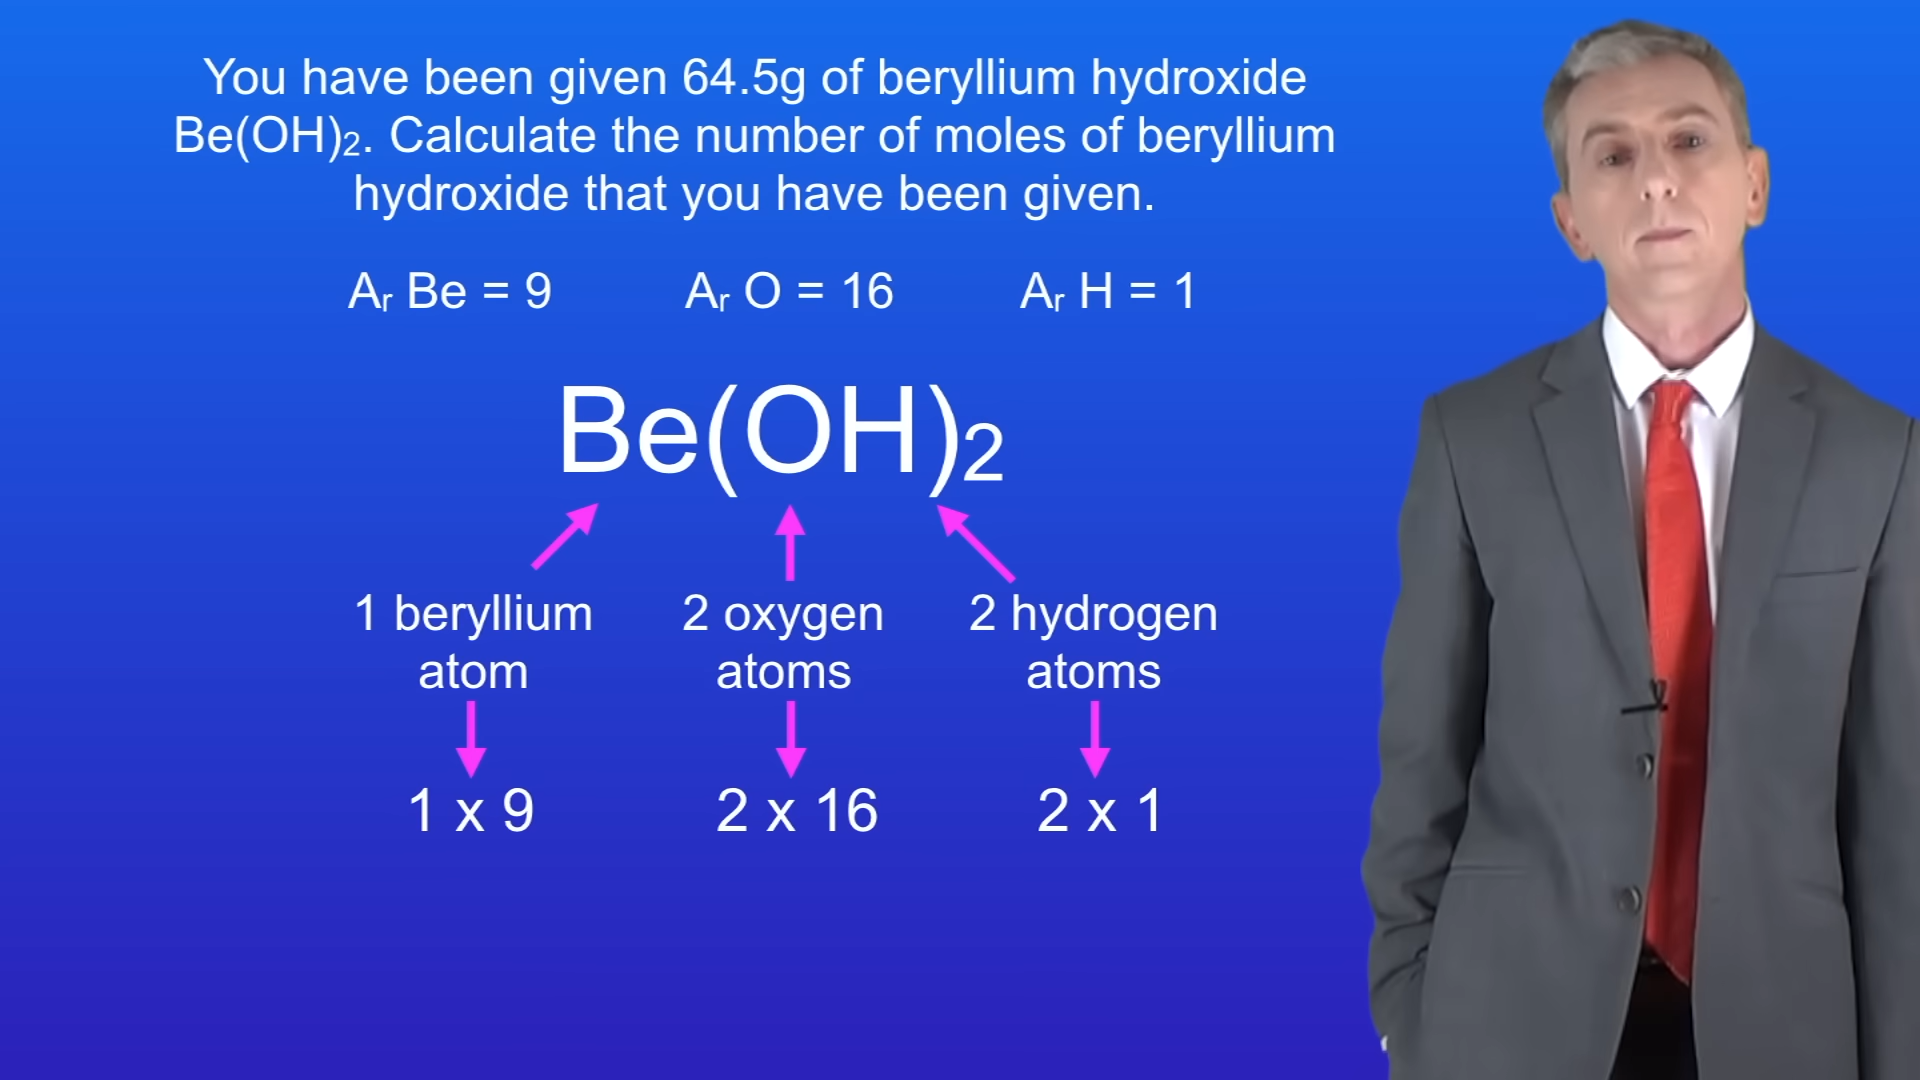 You have been given 64.5g of beryllium hydroxide
Be(OH)₂. Calculate the number of moles of beryllium
hydroxide that you have been given.
Aᵣ Be = 9 Aᵣ O = 16 Aᵣ H = 1
Be(OH)₂
1 beryllium 2 oxygen 2 hydrogen
atom atoms atoms
1 x 9 2 x 16 2 x 1